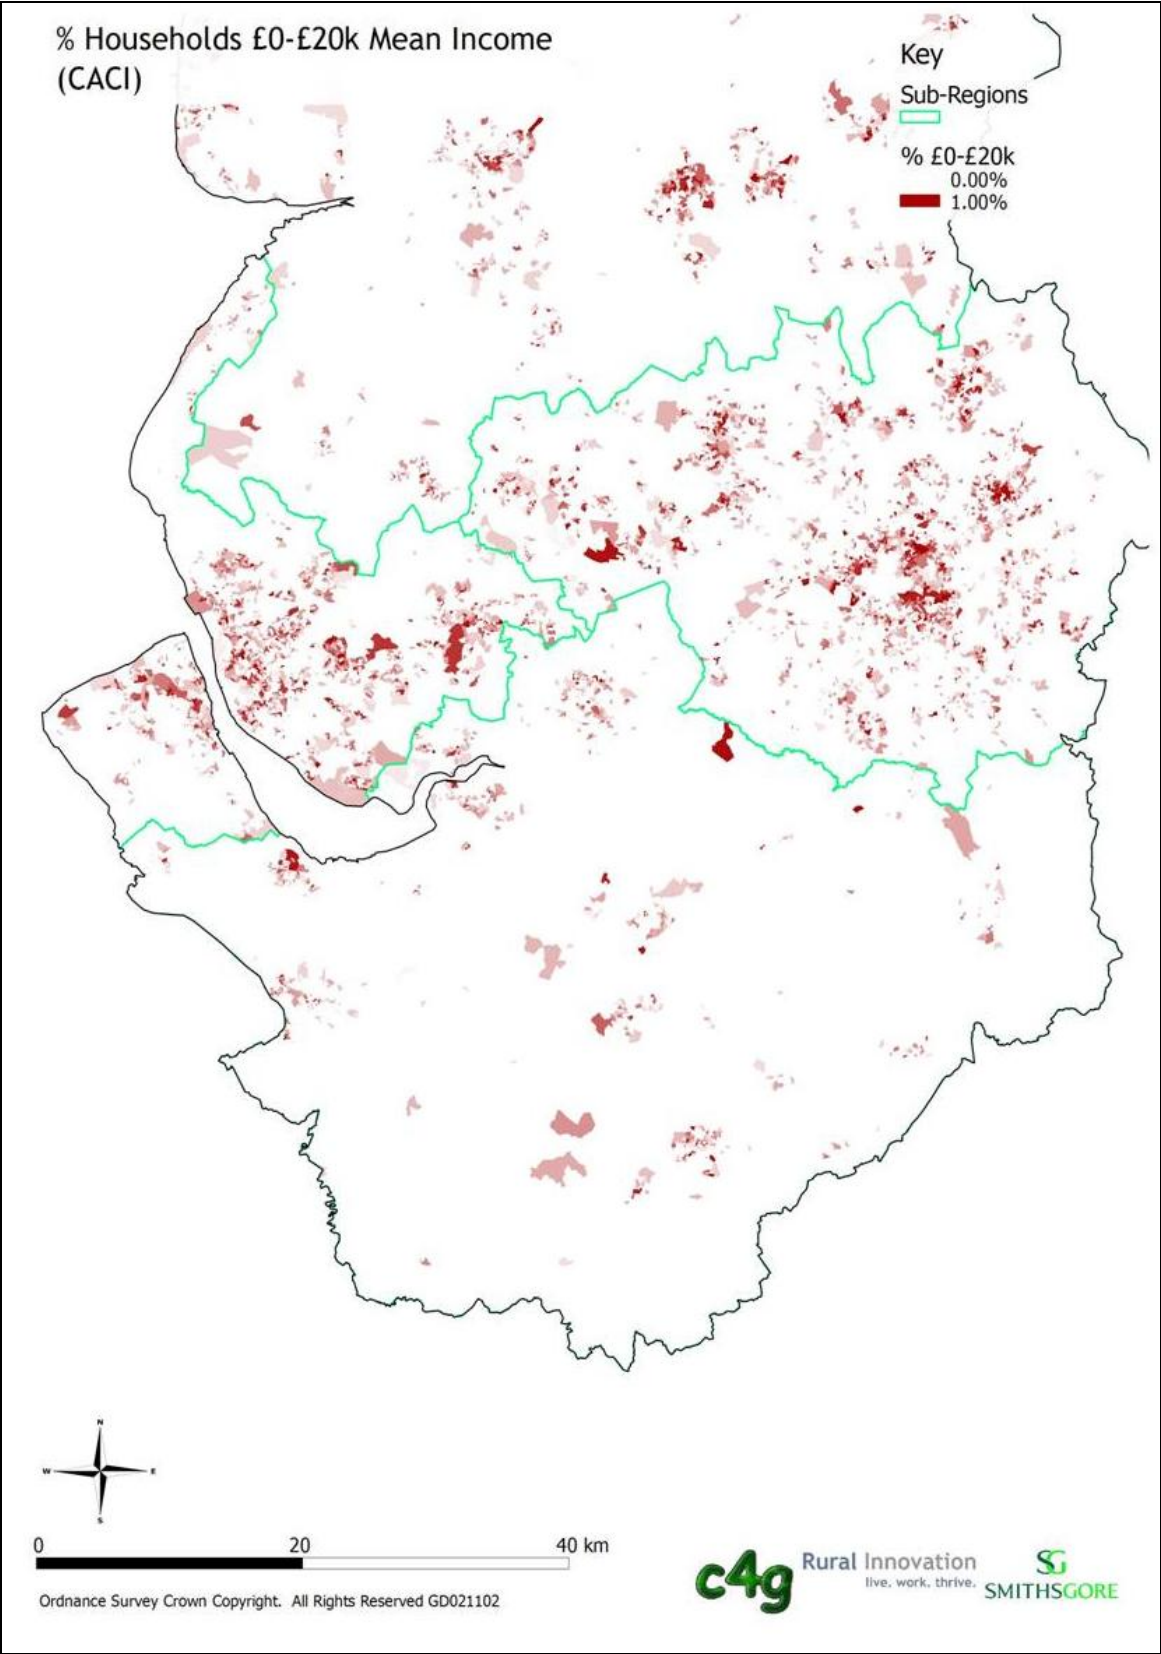 % Households £0-£20k Mean Income
(CACI)
Key
Sub-Regions
% £0-£20k
0.00%
1.00%
N
W E
S
0 20 40 km
Ordnance Survey Crown Copyright. All Rights Reserved GD021102
c4g
Rural Innovation
live. work. thrive.
SG
SMITHSGORE